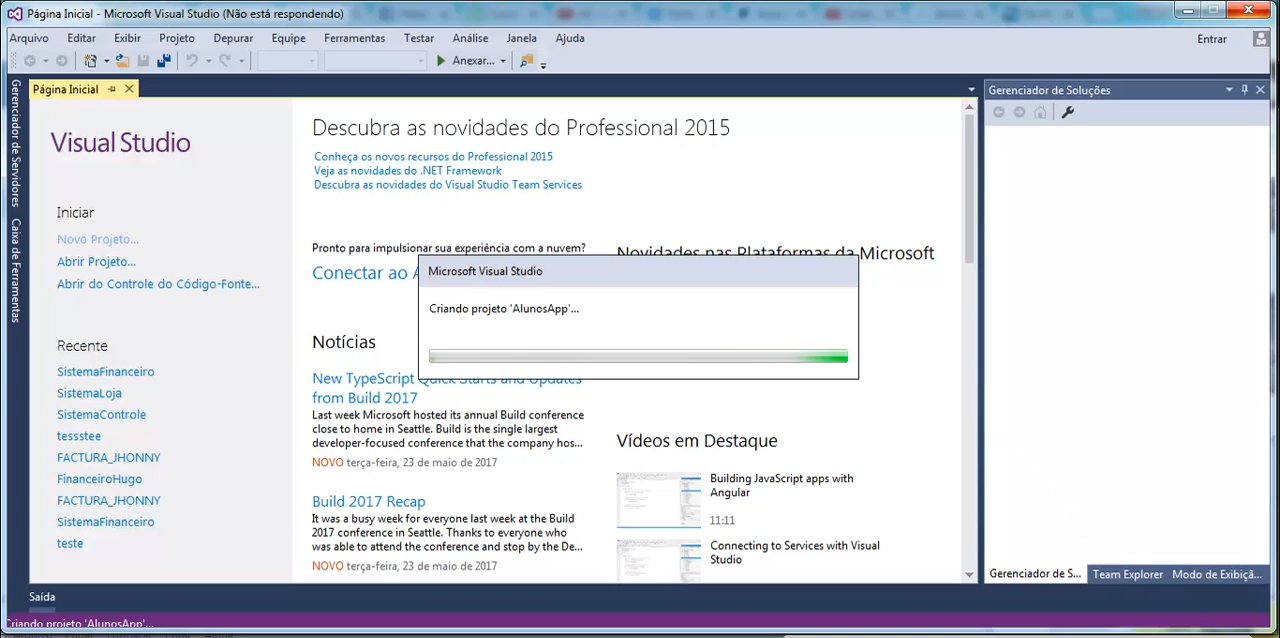 Página Inicial - Microsoft Visual Studio (Não está respondendo)
Arquivo Editar Exibir Projeto Depurar Equipe Ferramentas Testar Análise Janela Ajuda Entrar
Anexar...
Gerenciador de Servidores
Caixa de Ferramentas
Página Inicial
Visual Studio
Iniciar
Novo Projeto...
Abrir Projeto...
Abrir do Controle do Código-Fonte...
Recente
SistemaFinanceiro
SistemaLoja
SistemaControle
tessstee
FACTURA_JHONNY
FinanceiroHugo
FACTURA_JHONNY
SistemaFinanceiro
teste
Descubra as novidades do Professional 2015
Conheça os novos recursos do Professional 2015
Veja as novidades do .NET Framework
Descubra as novidades do Visual Studio Team Services
Pronto para impulsionar sua experiência com a nuvem?
Conectar ao A
Notícias
New TypeScript Quick Starts and Updates
from Build 2017
Last week Microsoft hosted its annual Build conference
close to home in Seattle. Build is the single largest
developer-focused conference that the company hos...
NOVO terça-feira, 23 de maio de 2017
Build 2017 Recap
It was a busy week for everyone last week at the Build
2017 conference in Seattle. Thanks to everyone who
was able to attend the conference and stop by the De...
NOVO terça-feira, 23 de maio de 2017
Novidades nas Plataformas da Microsoft
Microsoft Visual Studio
Criando projeto 'AlunosApp'...
Vídeos em Destaque
Building JavaScript apps with
Angular
11:11
Connecting to Services with Visual
Studio
Gerenciador de Soluções
Gerenciador de S... Team Explorer Modo de Exibiçã...
Saída
Criando projeto 'AlunosApp'...